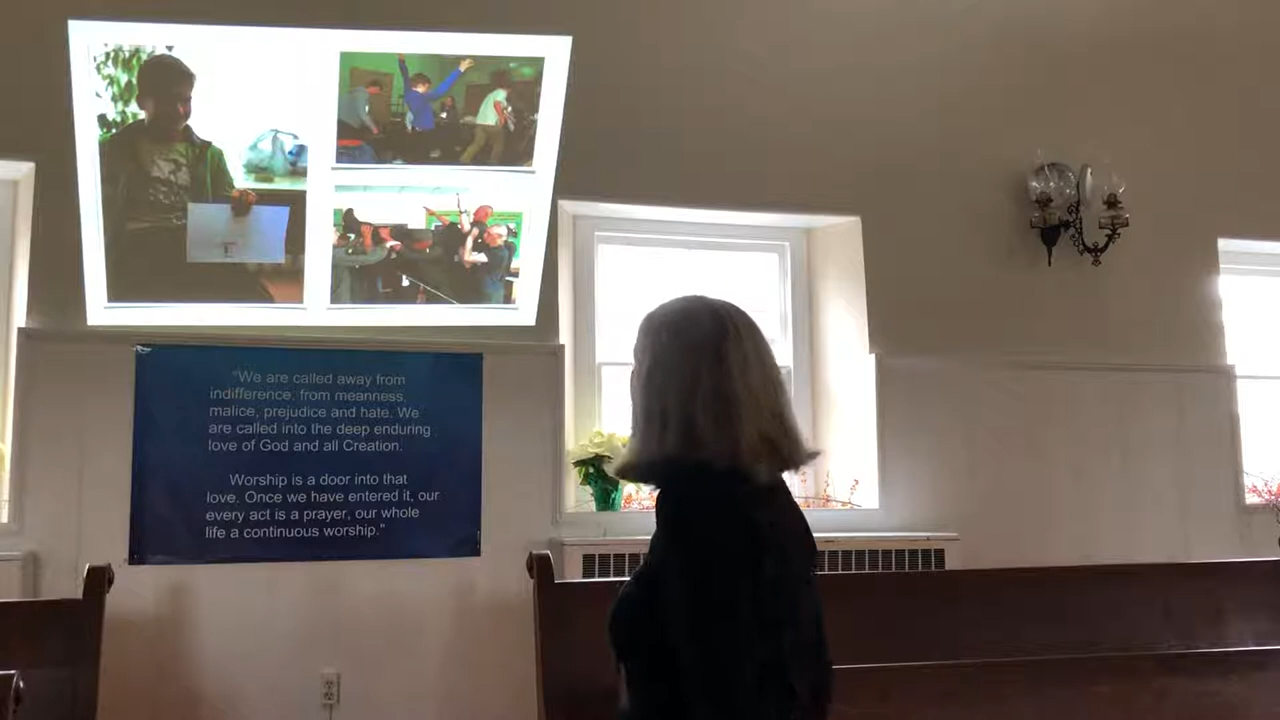 "We are called away from
indifference, from meanness,
malice, prejudice and hate. We
are called into the deep enduring
love of God and all Creation.
Worship is a door into that
love. Once we have entered it, our
every act is a prayer, our whole
life a continuous worship."